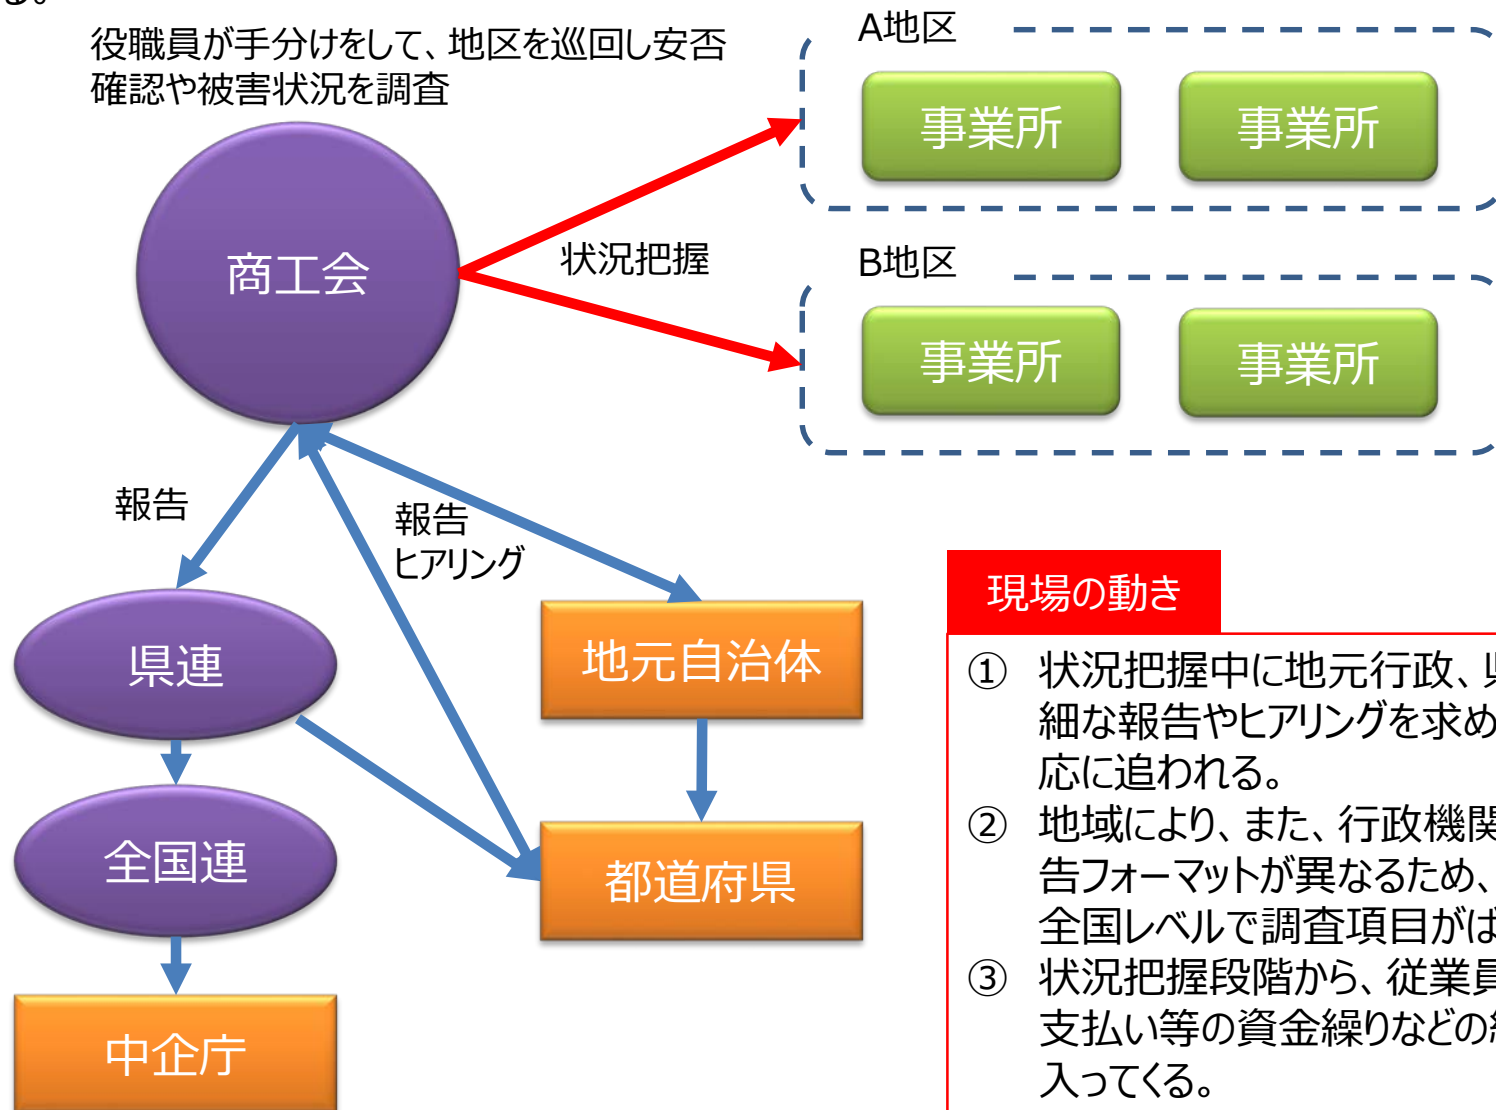 る。
役職員が手分けをして、地区を巡回し安否
確認や被害状況を調査
A地区
事業所
事業所
商工会
状況把握
B地区
事業所
事業所
報告
報告
ヒアリング
県連
地元自治体
全国連
都道府県
中企庁
現場の動き
① 状況把握中に地元行政、
細な報告やヒアリングを求め
応に追われる。
② 地域により、また、行政機関
告フォーマットが異なるため、
全国レベルで調査項目がば
③ 状況把握段階から、従業員
支払い等の資金繰りなどの
入ってくる。